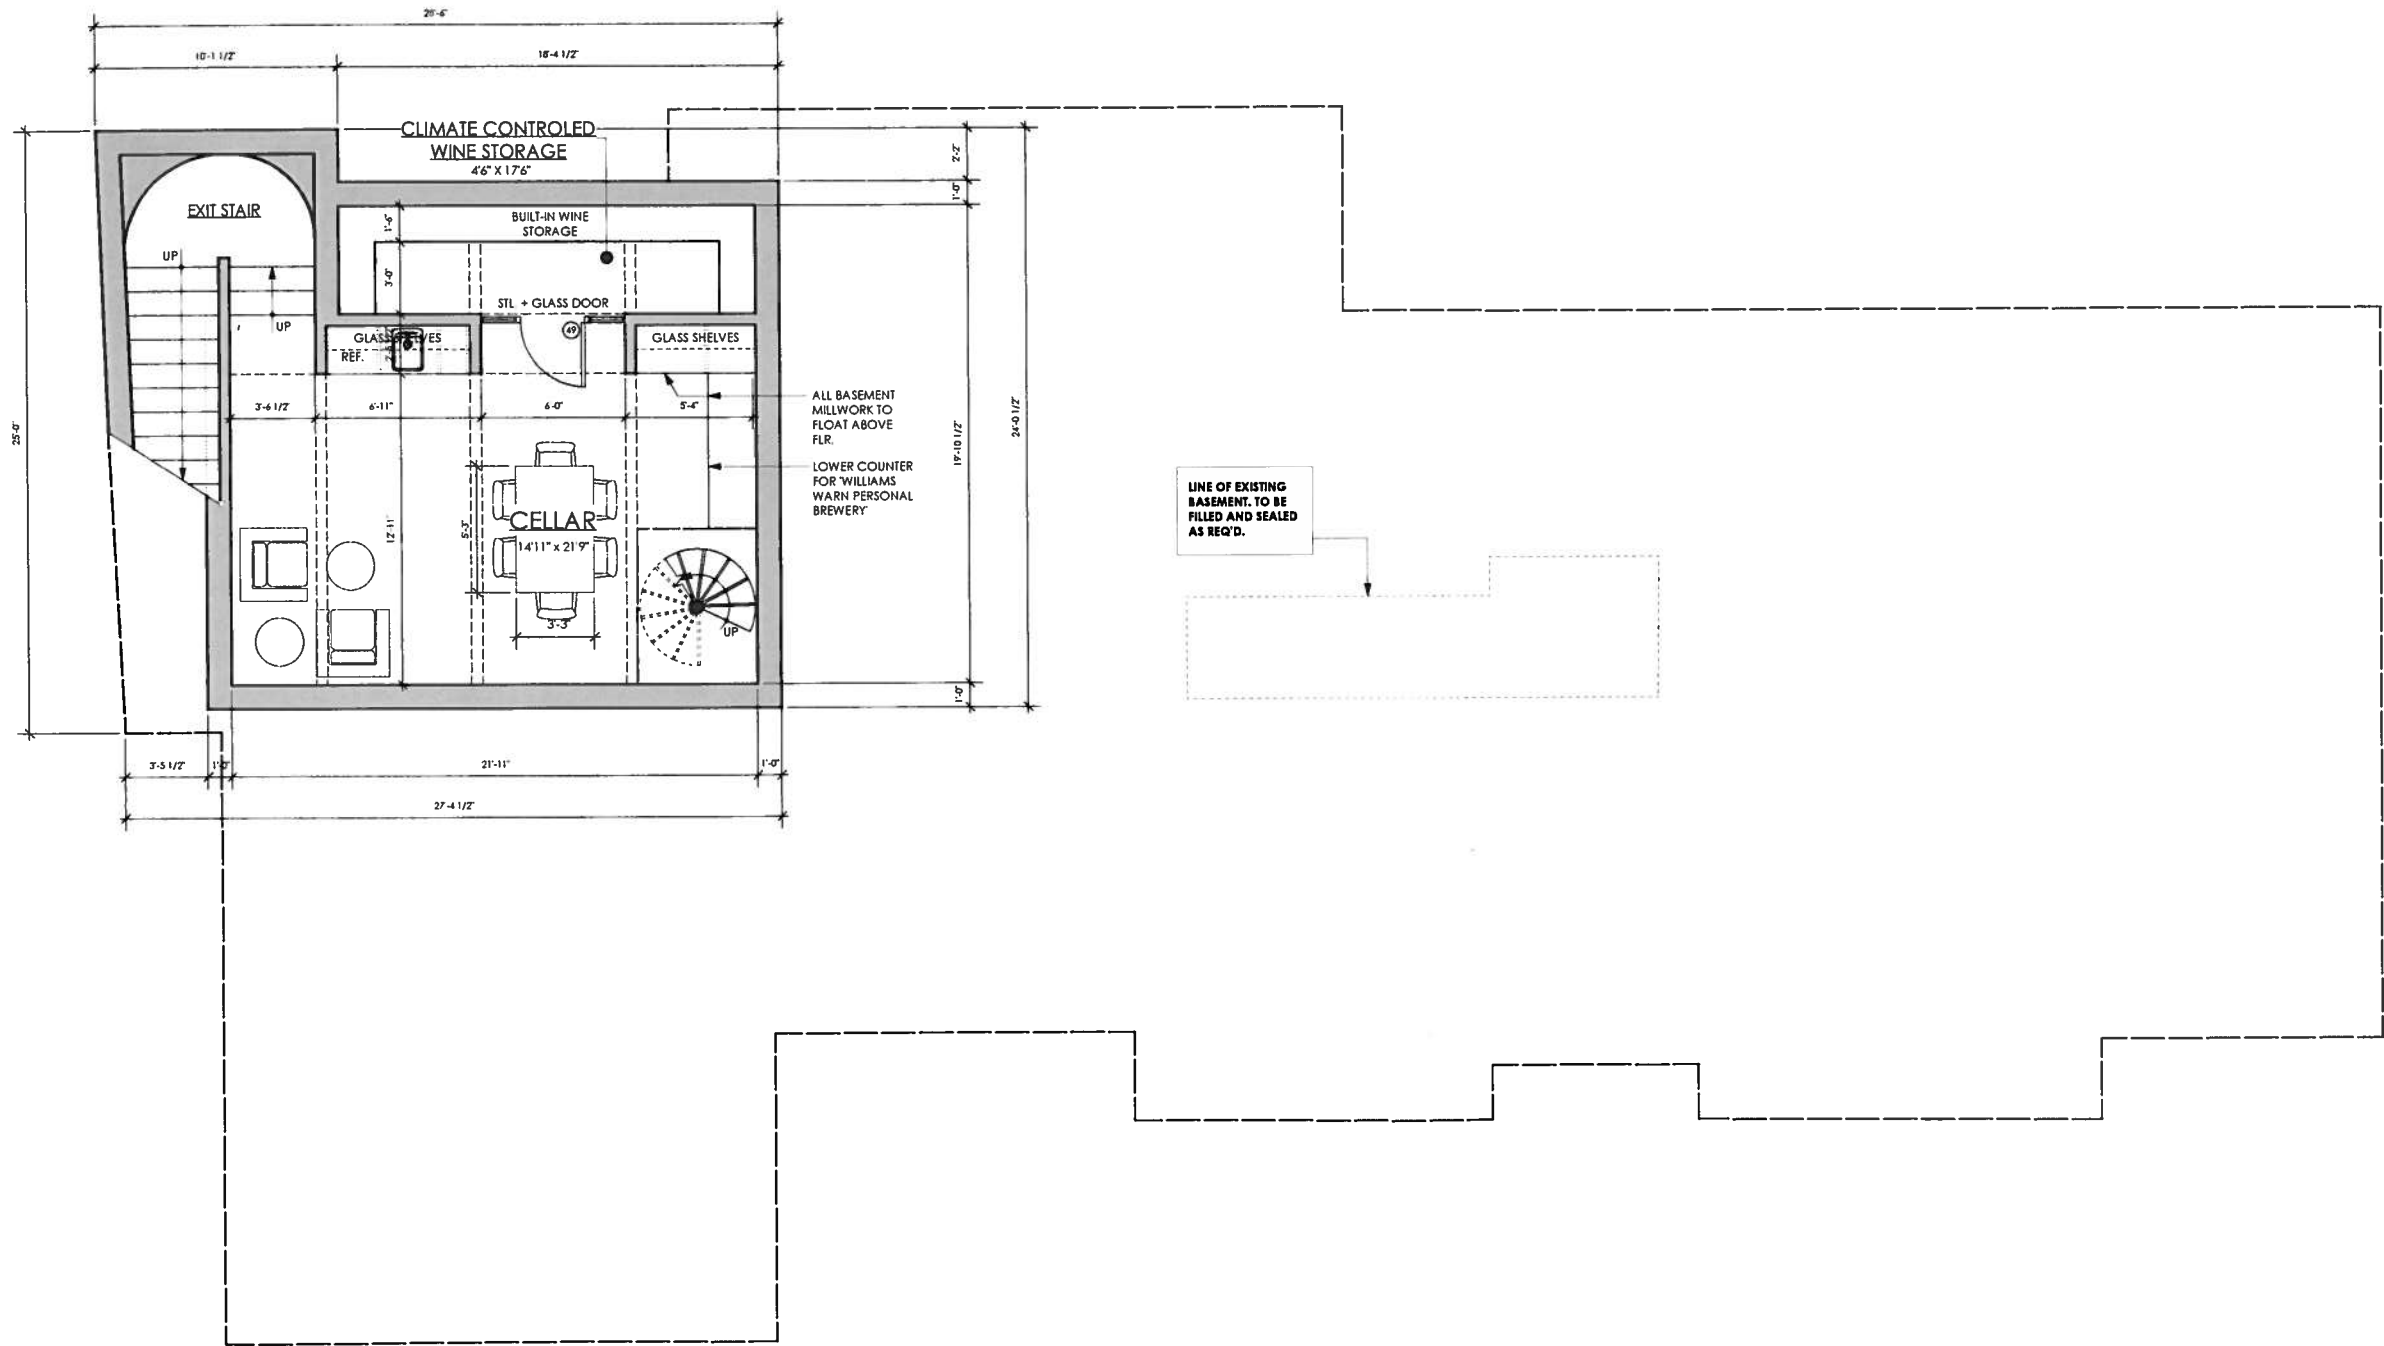 28'-6"
10'-1 1/2"
18'-4 1/2"
CLIMATE CONTROLED
WINE STORAGE
4'6" X 17'6"
2'-2"
1'-0"
EXIT STAIR
BUILT-IN WINE
STORAGE
1'-6"
UP
3'-0"
STL + GLASS DOOR
UP
49
GLASS SHELVES
GLASS SHELVES
REF.
ALL BASEMENT
MILLWORK TO
FLOAT ABOVE
FLR.
3'-6 1/2"
6'-11"
6'-0"
5'-4"
25'-0"
19'-10 1/2"
24'-0 1/2"
LOWER COUNTER
FOR "WILLIAMS
WARN PERSONAL
BREWERY"
LINE OF EXISTING
BASEMENT. TO BE
FILLED AND SEALED
AS REQ'D.
12'-11"
5'-3"
CELLAR
14'11" x 21'9"
3'-3"
UP
1'-0"
3'-5 1/2"
1'-0"
21'-11"
1'-0"
27'-4 1/2"